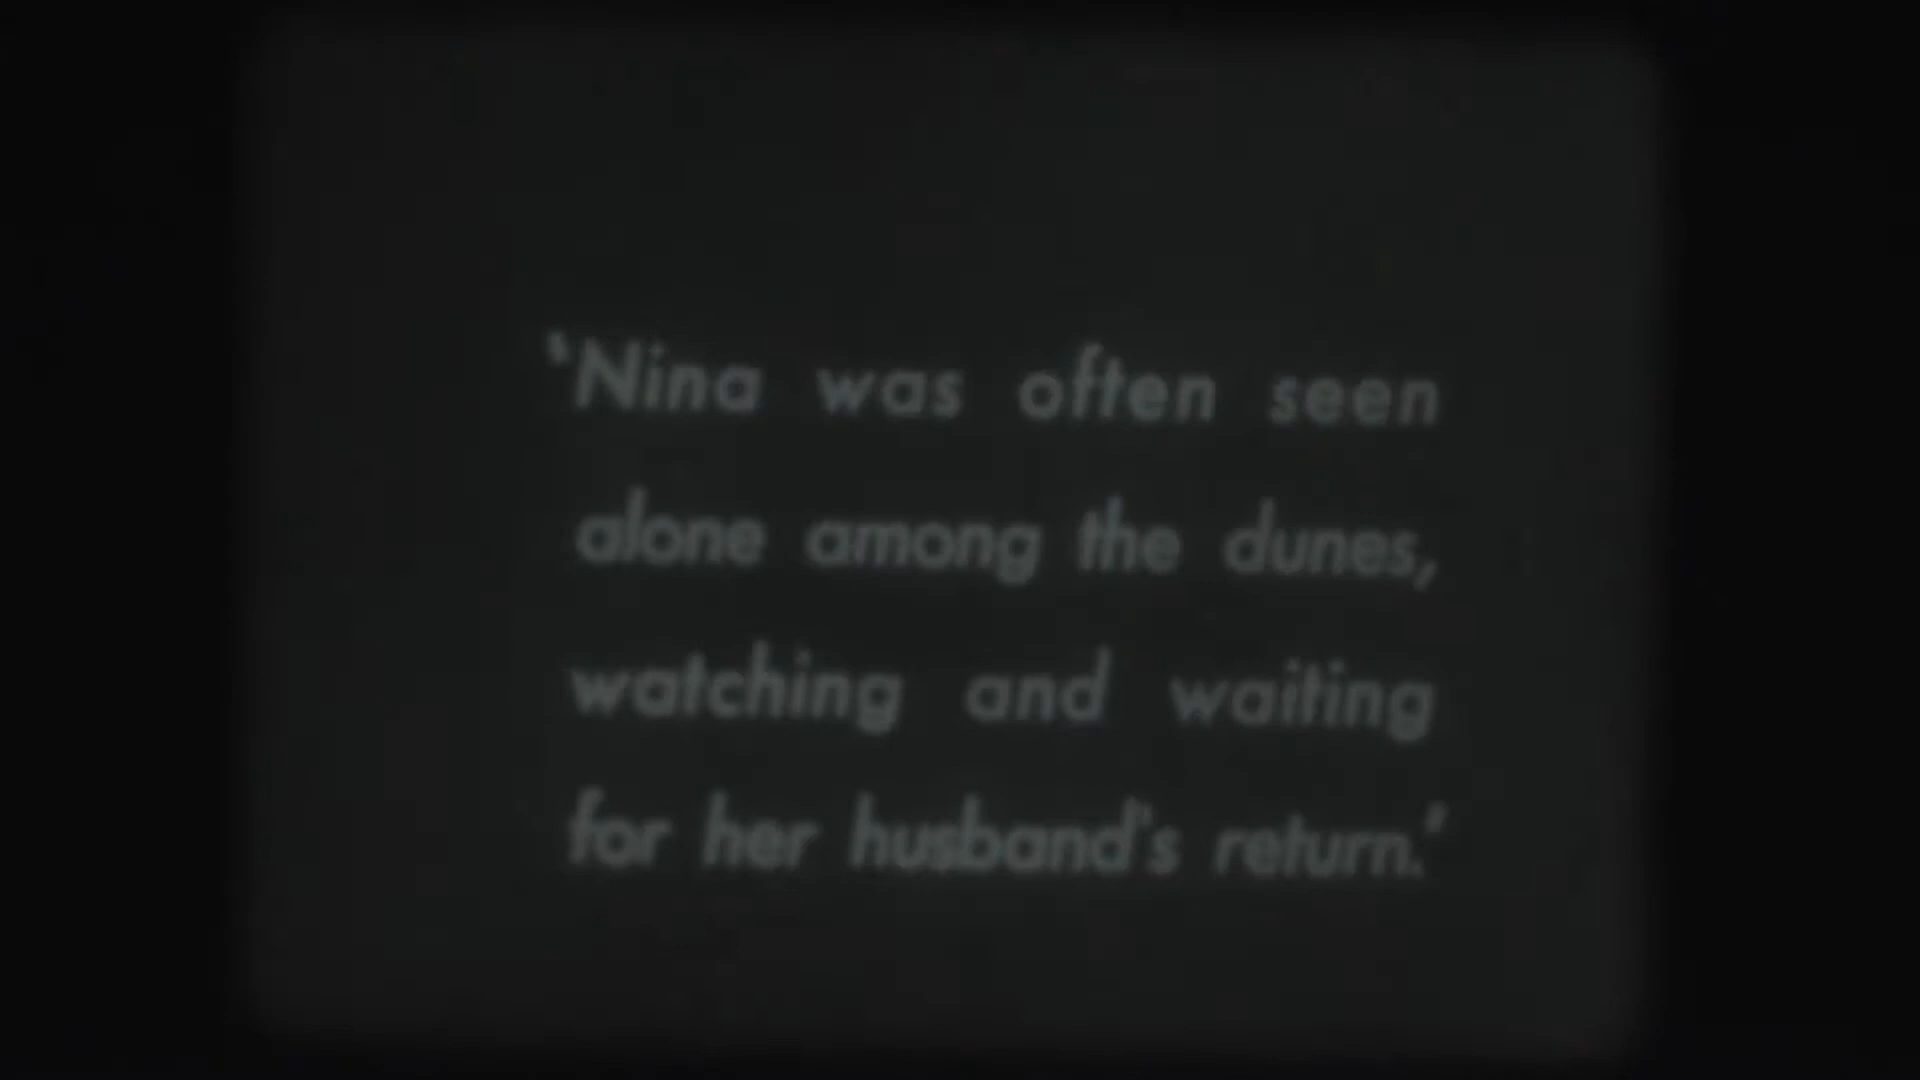 ‘Nina was often seen
alone among the dunes,
watching and waiting
for her husband's return.’